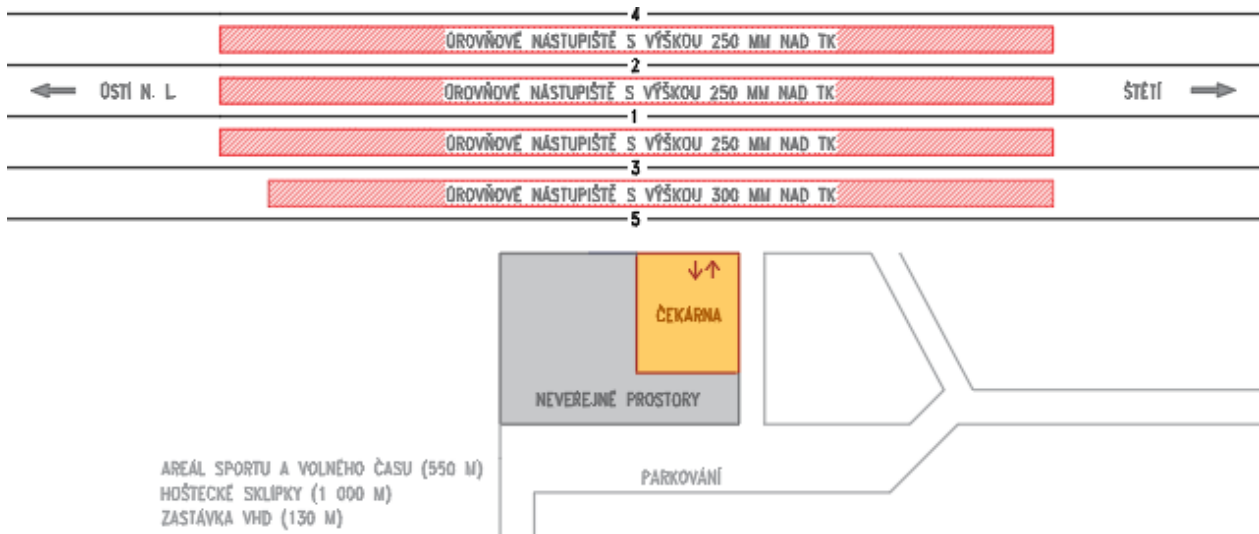 4
ÚROVŇOVÉ NÁSTUPIŠTĚ S VÝŠKOU 250 MM NAD TK
2
ÚSTÍ N. L
ÚROVŇOVÉ NÁSTUPIŠTĚ S VÝŠKOU 250 MM NAD TK
ŠTĚTÍ
1
ÚROVŇOVÉ NÁSTUPIŠTĚ S VÝŠKOU 250 MM NAD TK
3
ÚROVŇOVÉ NÁSTUPIŠTĚ S VÝŠKOU 300 MM NAD TK
5
ČEKÁRNA
NEVEŘEJNÉ PROSTORY
AREÁL SPORTU A VOLNÉHO ČASU (550 M)
HOŠTECKÉ SKLÍPKY (1 000 M)
ZASTÁVKA VHD (130 M)
PARKOVÁNÍ